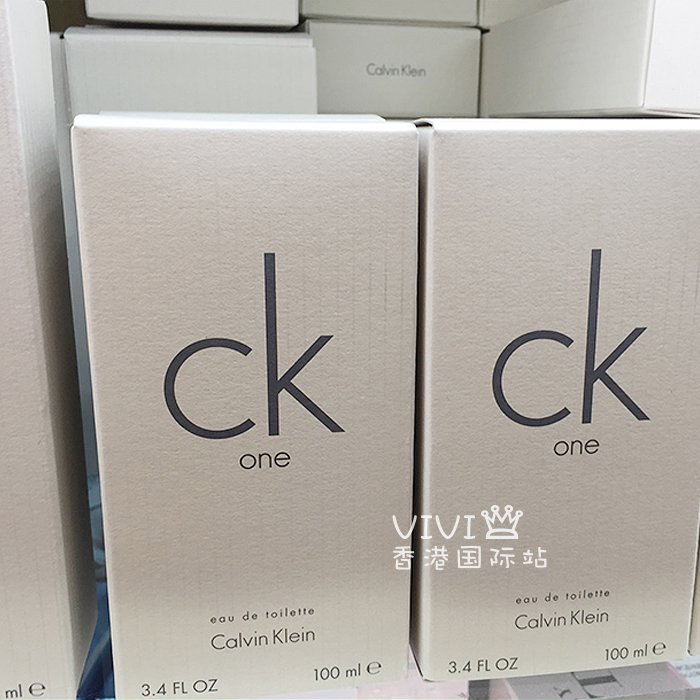 Calvin Klein
ck
one
eau de toilette
Calvin Klein
3.4 FL OZ 100 ml ℮
ck
one
eau de toilette
Calvin Klein
3.4 FL OZ 100 ml ℮
ml ℮
VIVI
香港国际站